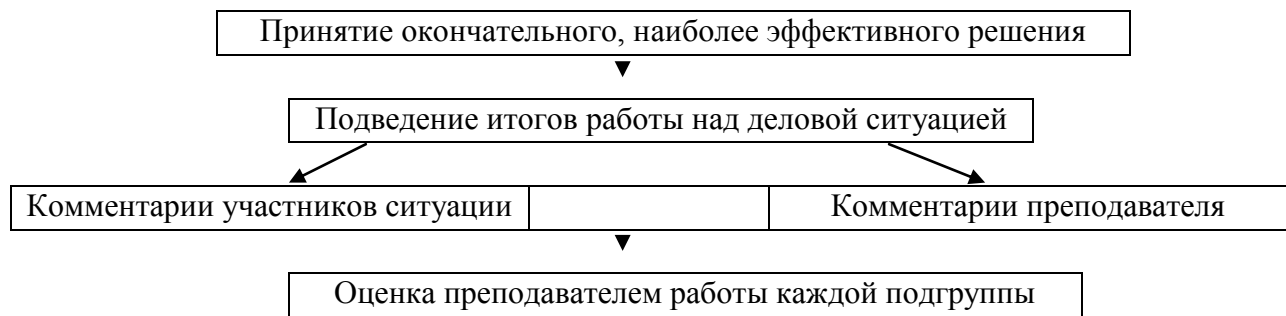 Принятие окончательного, наиболее эффективного решения
Подведение итогов работы над деловой ситуацией
Комментарии участников ситуации
Комментарии преподавателя
Оценка преподавателем работы каждой подгруппы